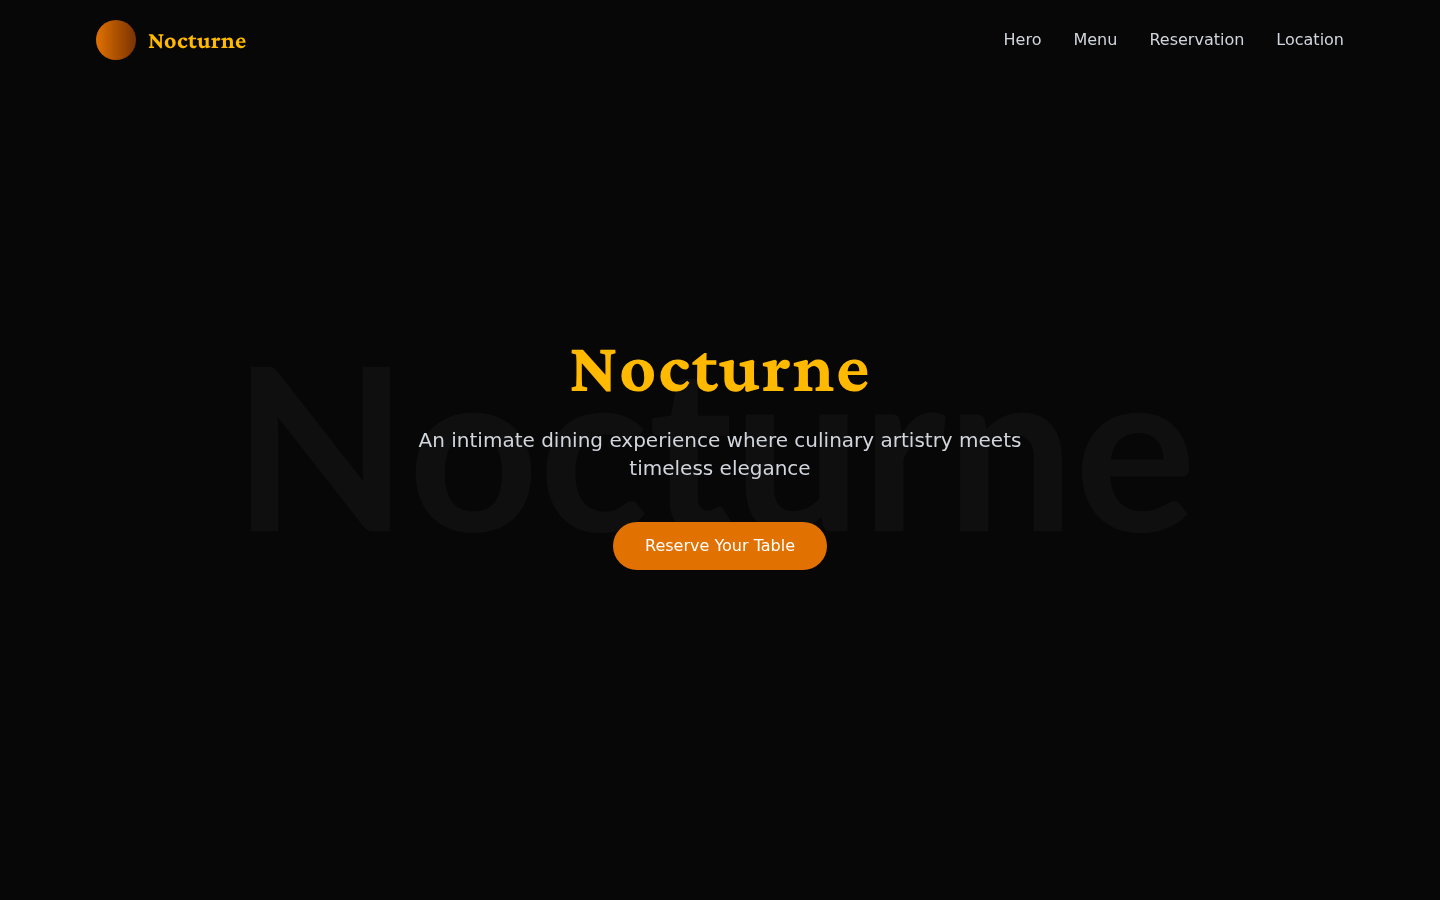 Nocturne
Hero
Menu
Reservation
Location
Nocturne
Nocturne
An intimate dining experience where culinary artistry meets
timeless elegance
Reserve Your Table